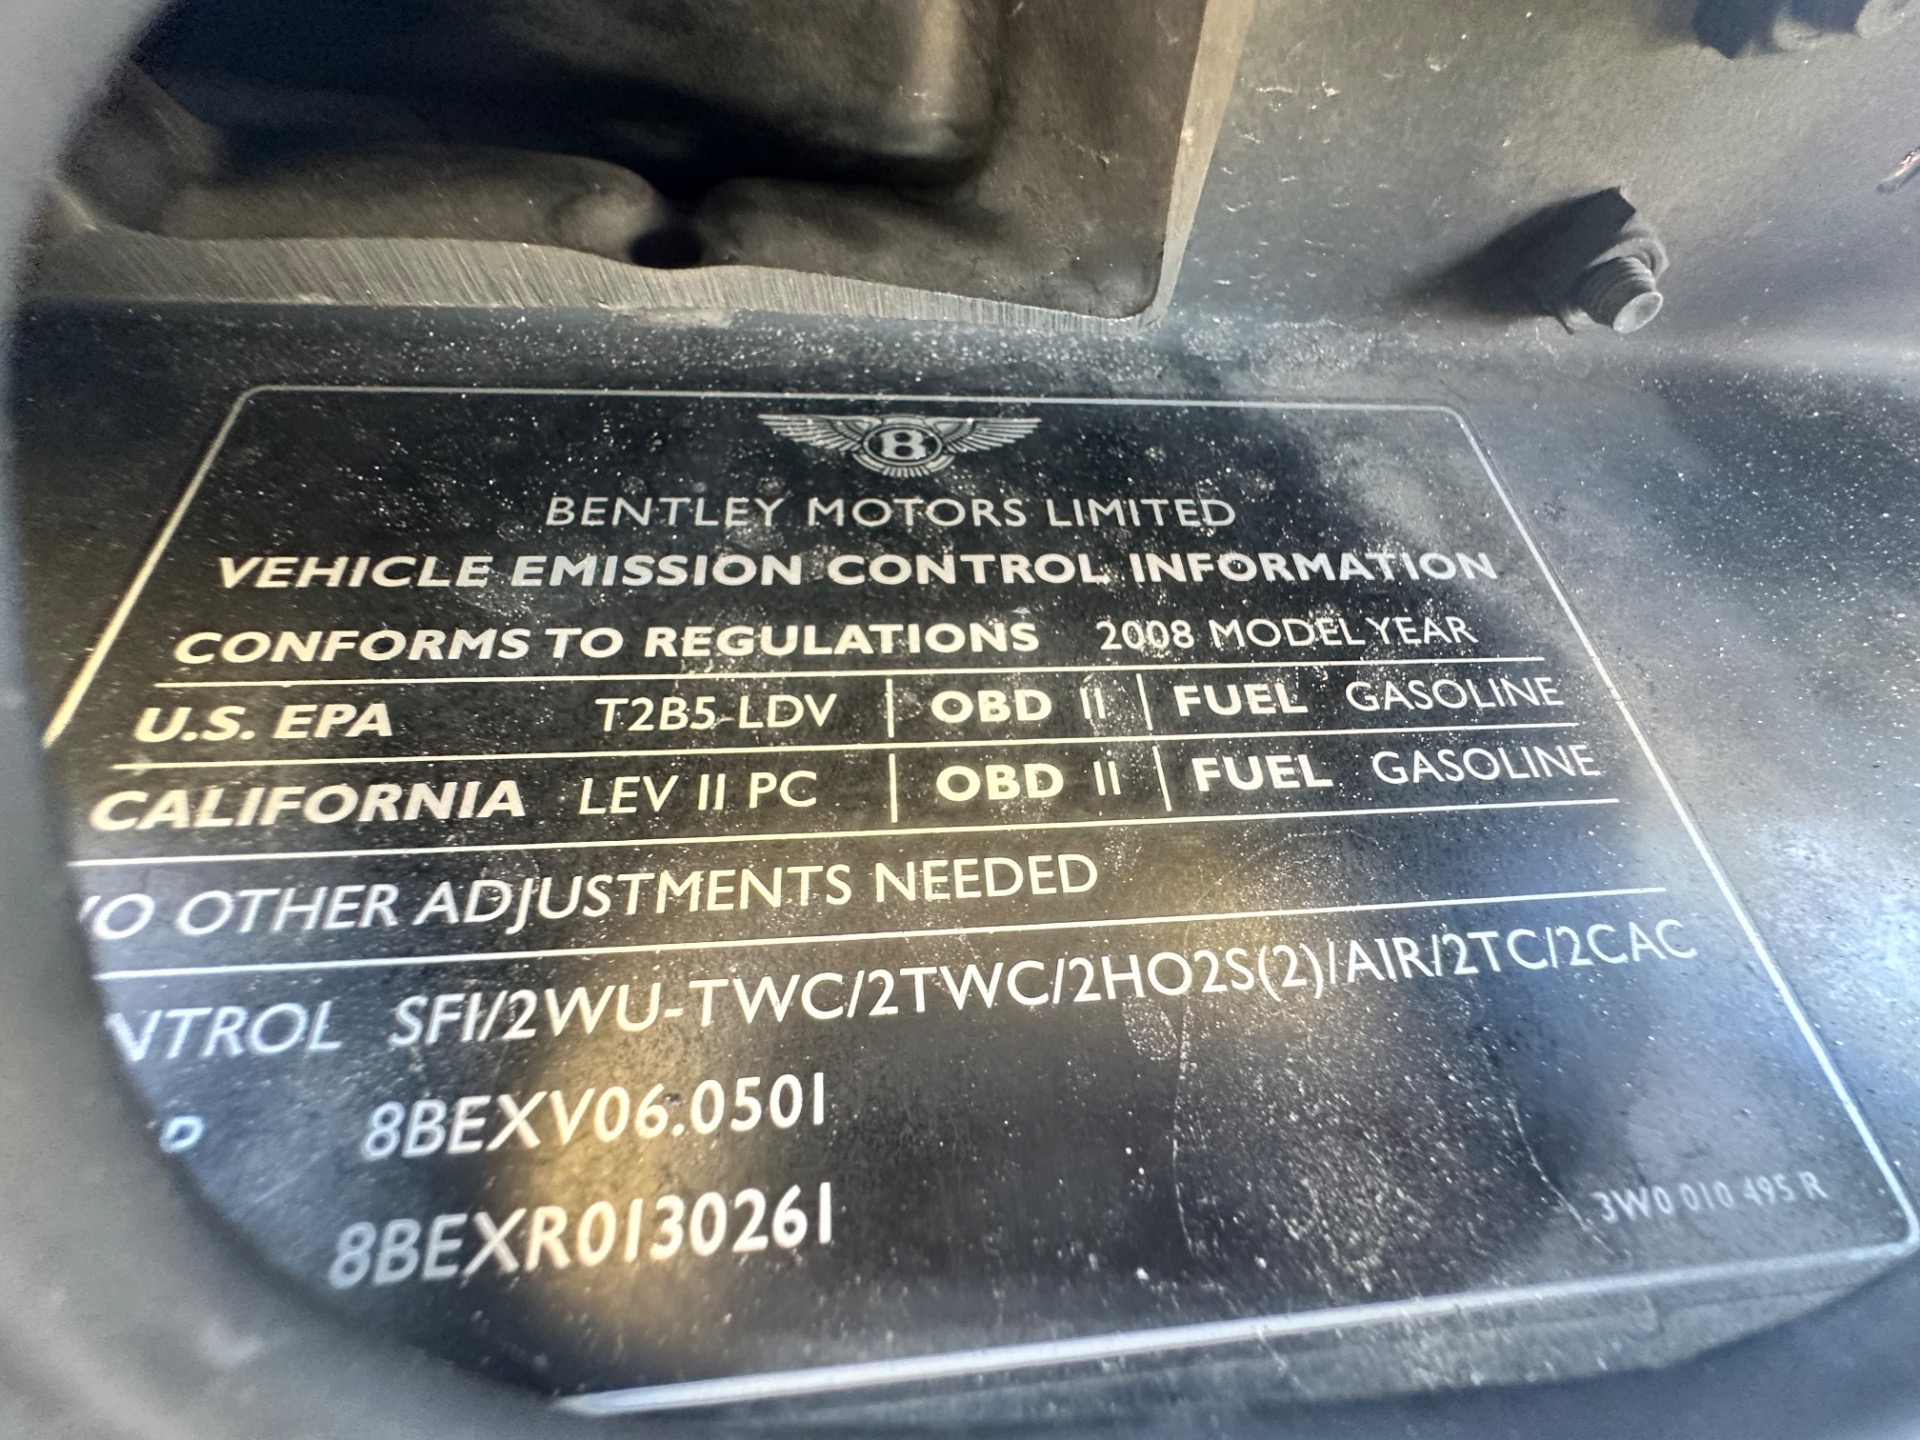 B
BENTLEY MOTORS LIMITED
VEHICLE EMISSION CONTROL INFORMATION
CONFORMS TO REGULATIONS 2008 MODEL YEAR
U.S. EPA T2B5-LDV OBD II FUEL GASOLINE
CALIFORNIA LEV II PC OBD II FUEL GASOLINE
O OTHER ADJUSTMENTS NEEDED
NTROL SFI/2WU-TWC/2TWC/2HO2S(2)/AIR/2TC/2CAC
P 8BEXV06.0501
8BEXR0130261
3W0 010 495 R